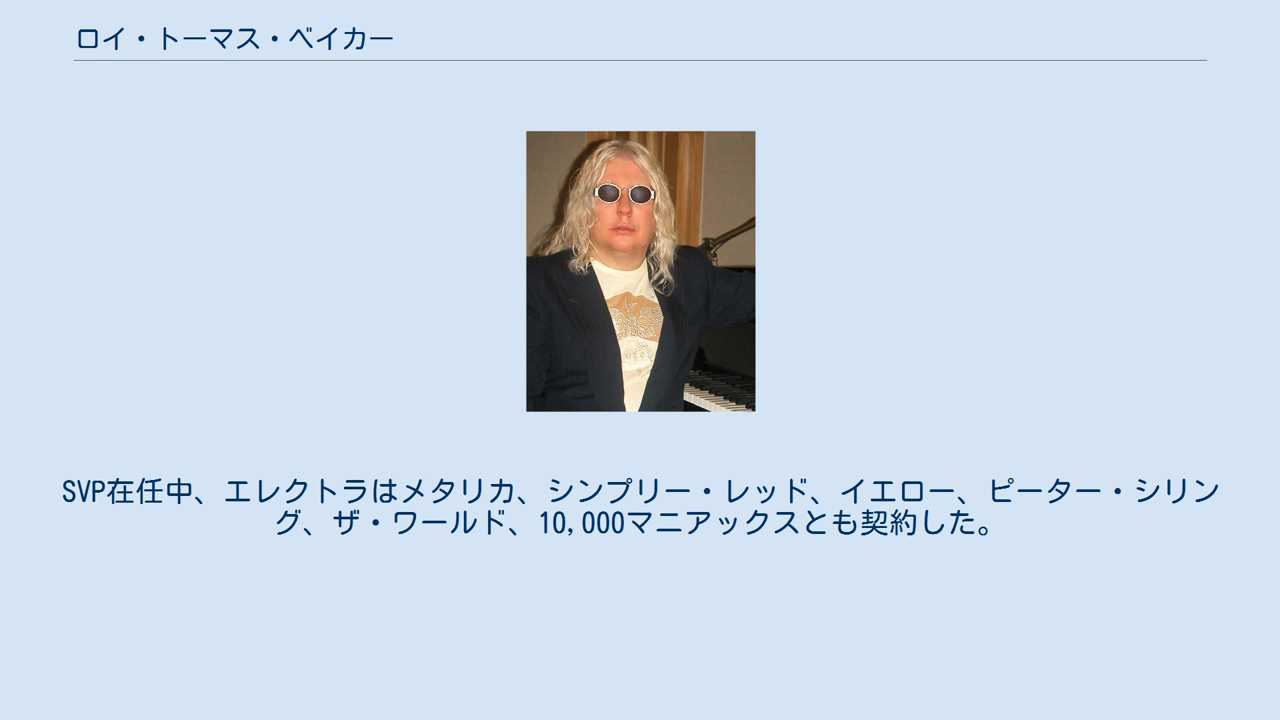 ロイ・トーマス・ベイカー
SVP在任中、エレクトラはメタリカ、シンプリー・レッド、イエロー、ピーター・シリン
グ、ザ・ワールド、10,000マニアックスとも契約した。